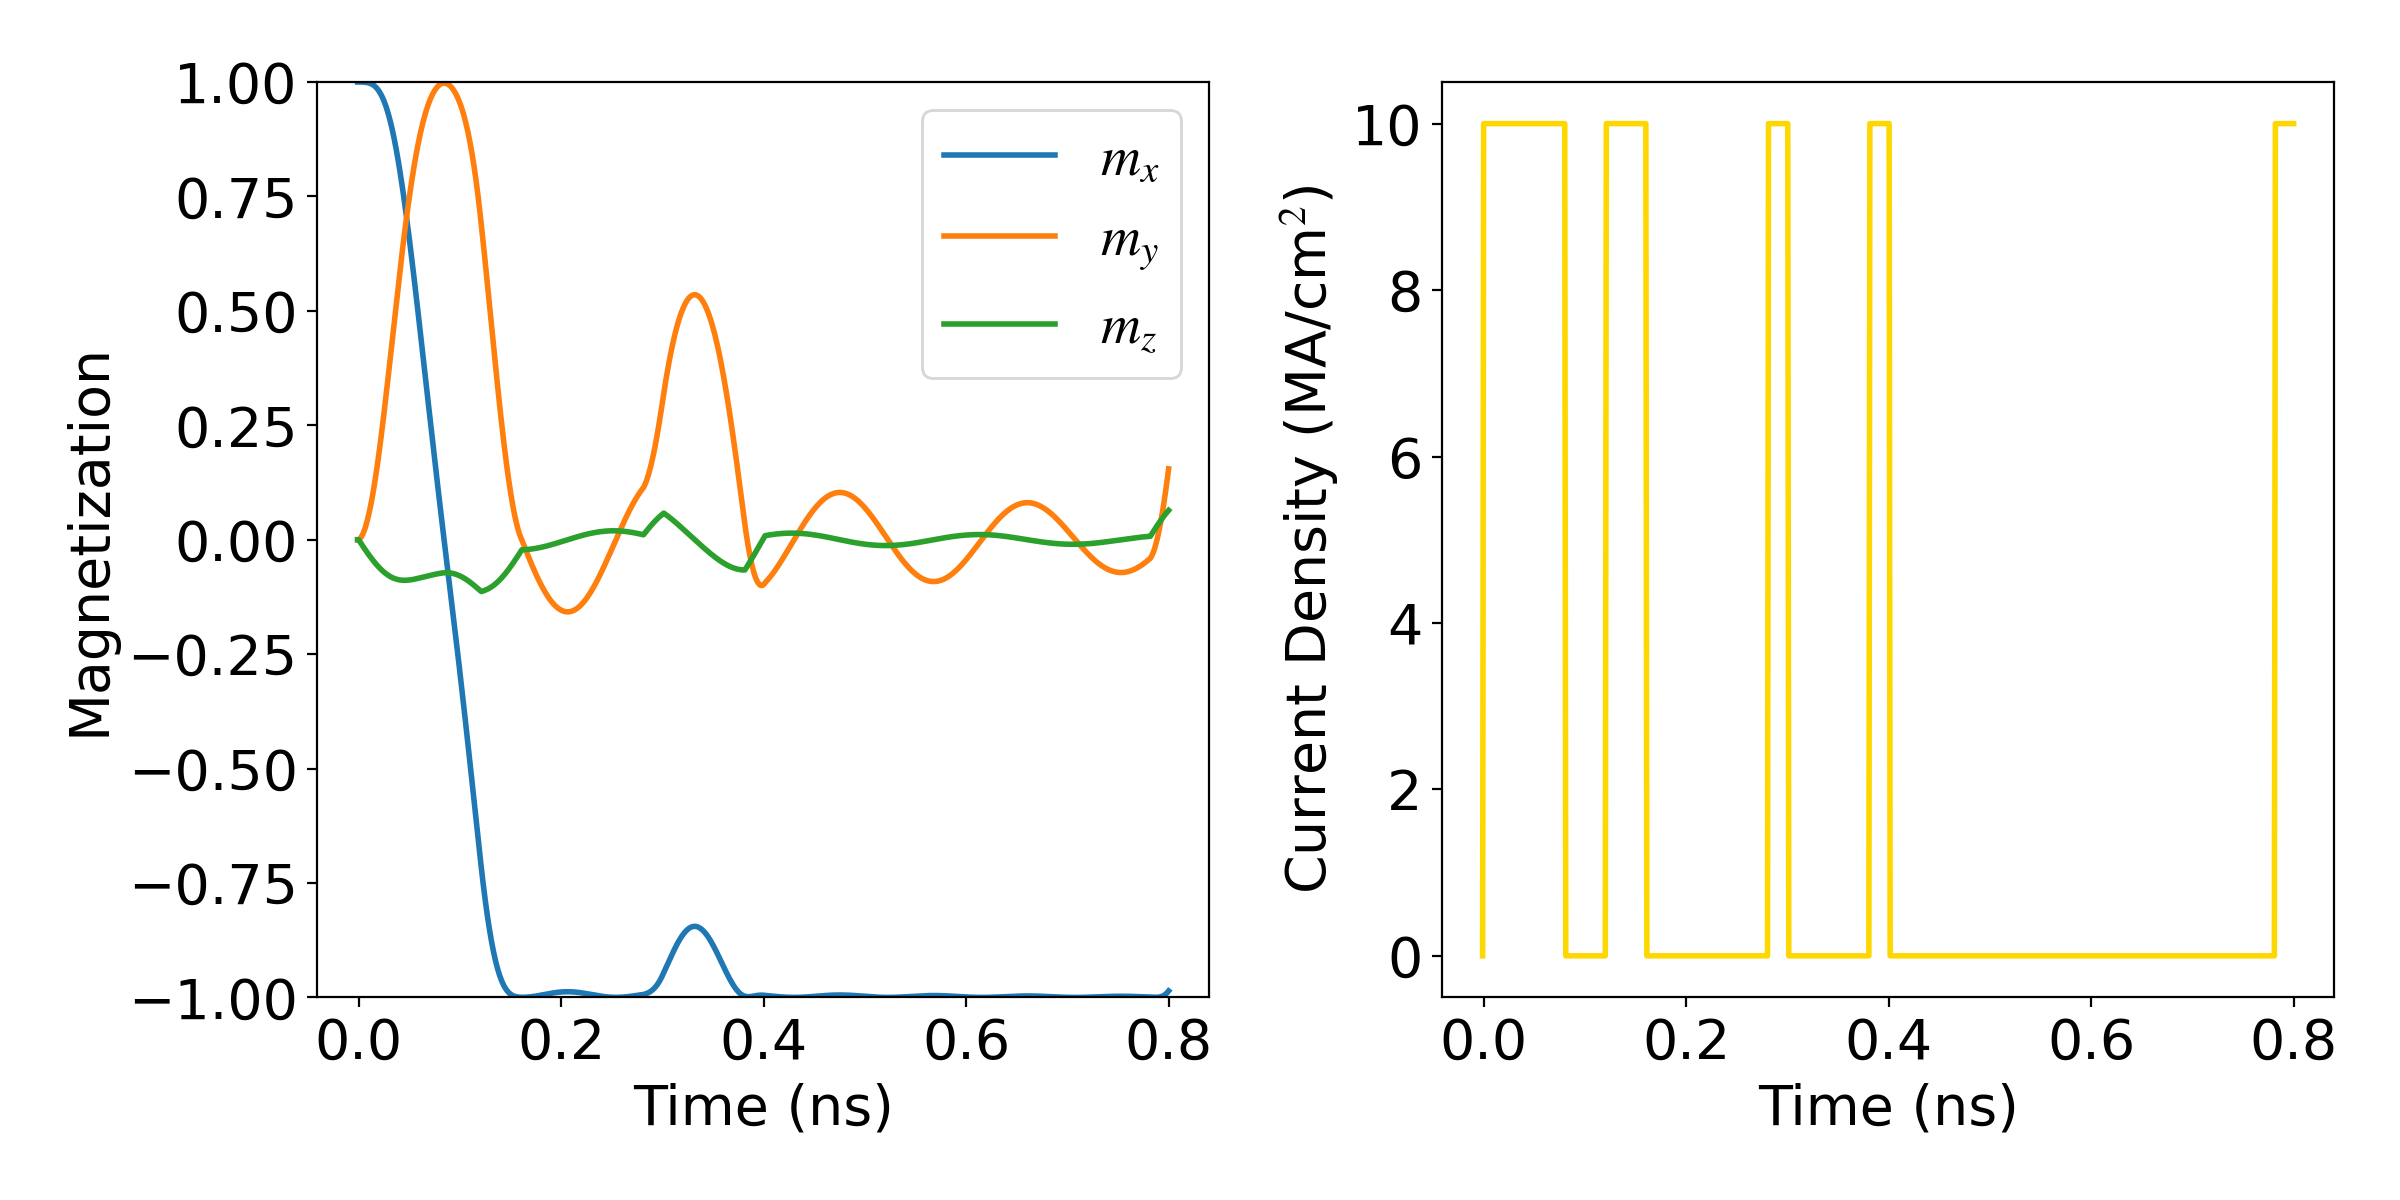 Magnetization
1.00
0.75
0.50
0.25
0.00
−0.25
−0.50
−0.75
−1.00
0.0 0.2 0.4 0.6 0.8
Time (ns)
m_x
m_y
m_z
Current Density (MA/cm²)
10
8
6
4
2
0
0.0 0.2 0.4 0.6 0.8
Time (ns)